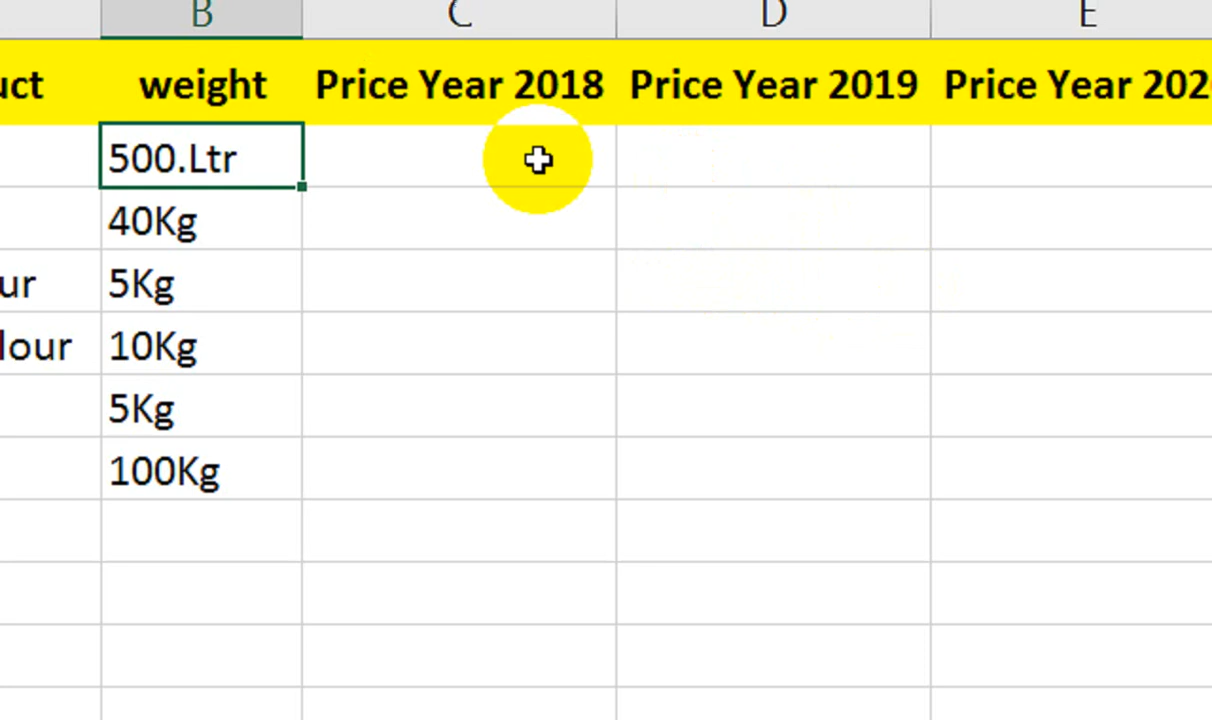 B C D E
uct weight Price Year 2018 Price Year 2019 Price Year 202
500.Ltr
40Kg
ur 5Kg
lour 10Kg
5Kg
100Kg